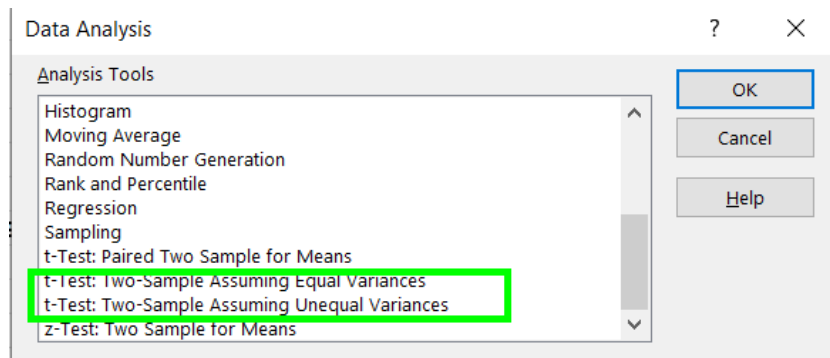 Data Analysis ? ×
Analysis Tools
OK
Cancel
Help
Histogram
Moving Average
Random Number Generation
Rank and Percentile
Regression
Sampling
t-Test: Paired Two Sample for Means
t-Test: Two-Sample Assuming Equal Variances
t-Test: Two-Sample Assuming Unequal Variances
z-Test: Two Sample for Means